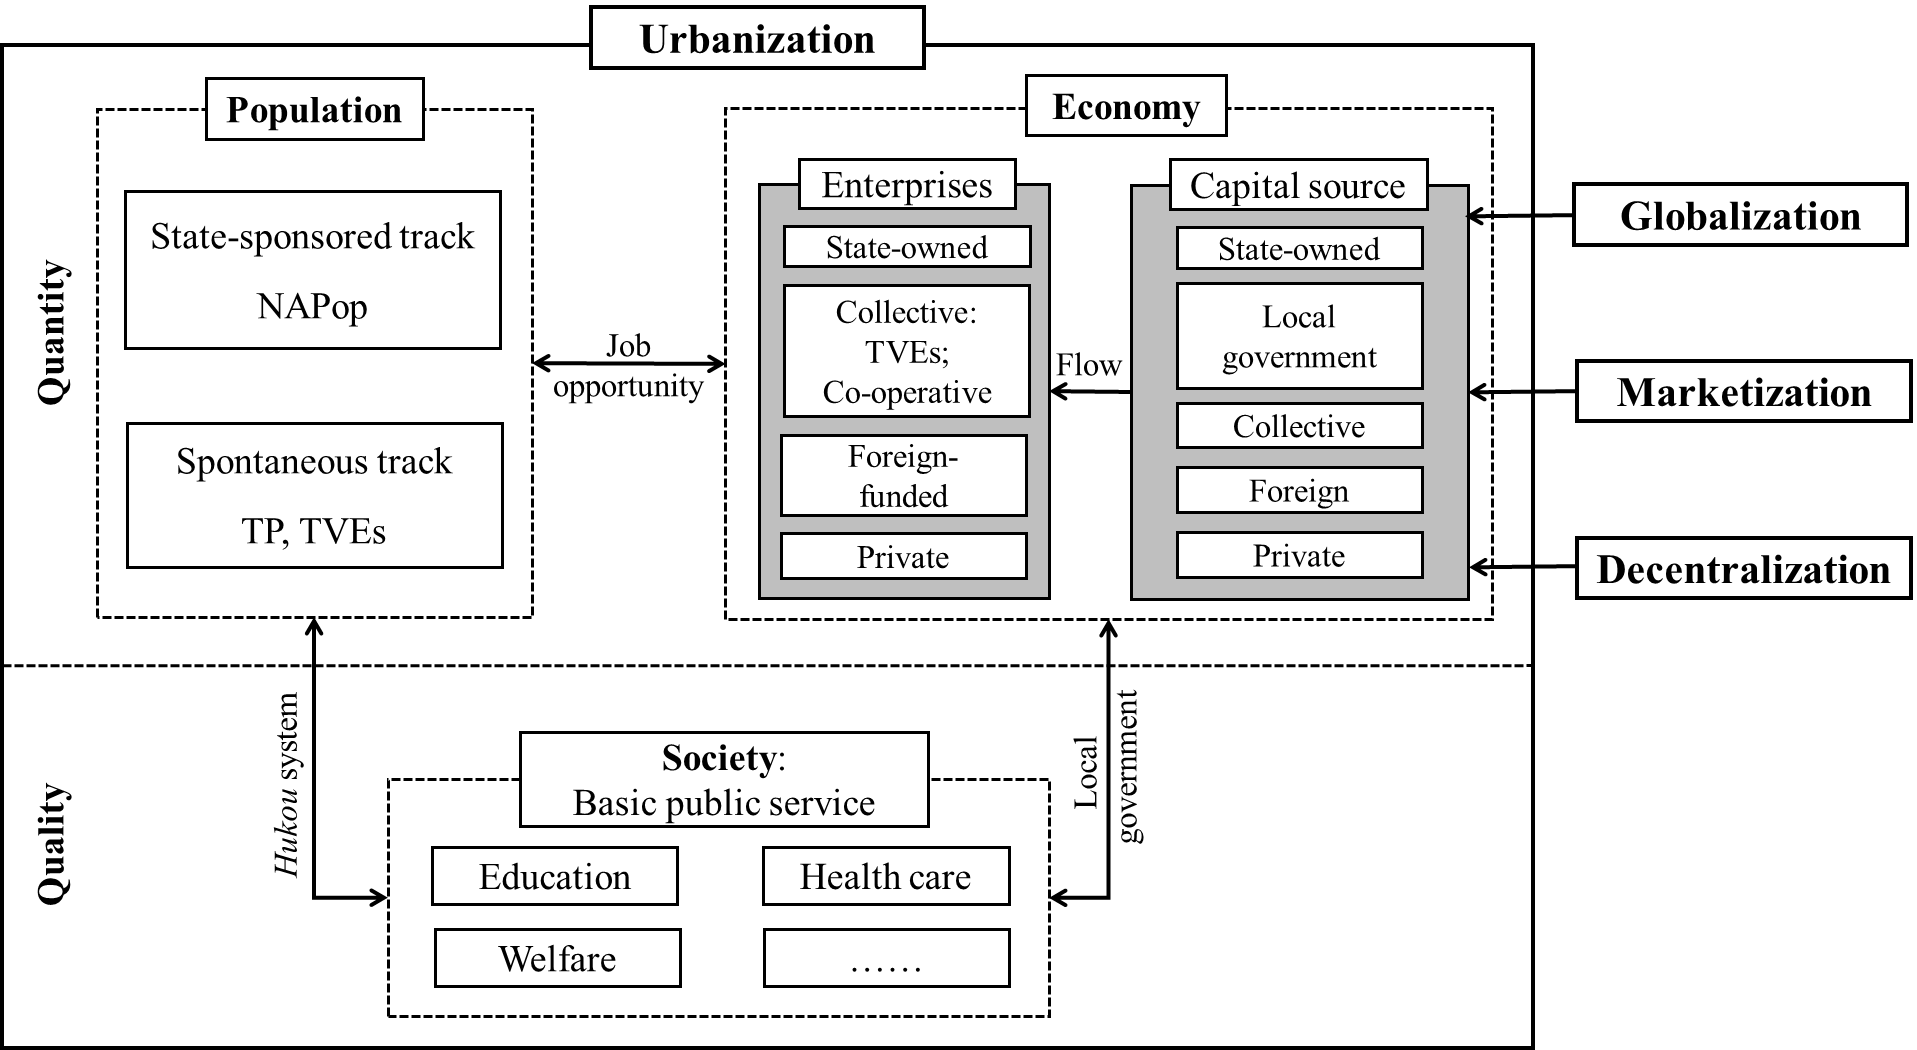 Urbanization
Quantity
Population
State-sponsored track
NAPop
Spontaneous track
TP, TVEs
Job
opportunity
Economy
Enterprises
State-owned
Collective:
TVEs;
Co-operative
Foreign-
funded
Private
Flow
Capital source
State-owned
Local
government
Collective
Foreign
Private
Globalization
Marketization
Decentralization
Quality
Hukou system
Society:
Basic public service
Education
Health care
Welfare
……
Local
government